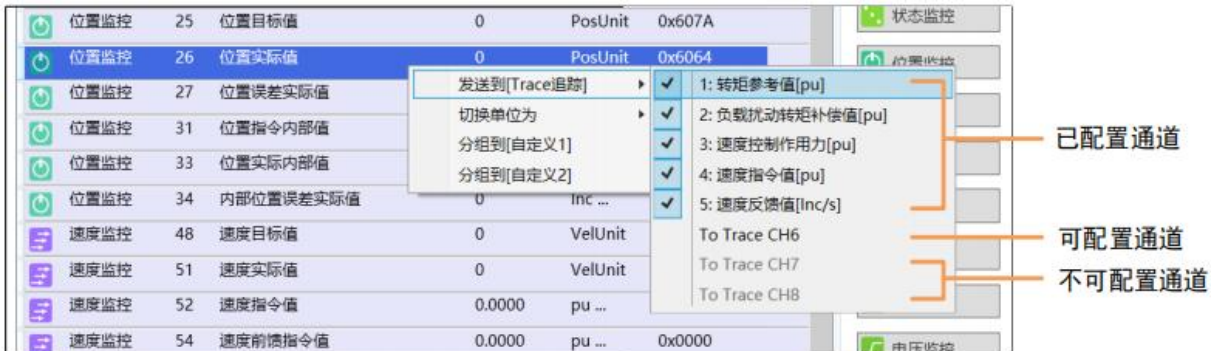 位置监控 25 位置目标值 0 PosUnit 0x607A
位置监控 26 位置实际值 0 PosUnit 0x6064
位置监控 27 位置误差实际值
位置监控 31 位置指令内部值
位置监控 33 位置实际内部值
位置监控 34 内部位置误差实际值 0 Inc ...
速度监控 48 速度目标值 0 VelUnit
速度监控 51 速度实际值 0 VelUnit
速度监控 52 速度指令值 0.0000 pu ...
速度监控 54 速度前馈指令值 0.0000 pu ... 0x0000
发送到[Trace追踪]
切换单位为
分组到[自定义1]
分组到[自定义2]
1: 转矩参考值[pu]
2: 负载扰动转矩补偿值[pu]
3: 速度控制作用力[pu]
4: 速度指令值[pu]
5: 速度反馈值[Inc/s]
To Trace CH6
To Trace CH7
To Trace CH8
状态监控
位置监控
电压监控
已配置通道
可配置通道
不可配置通道